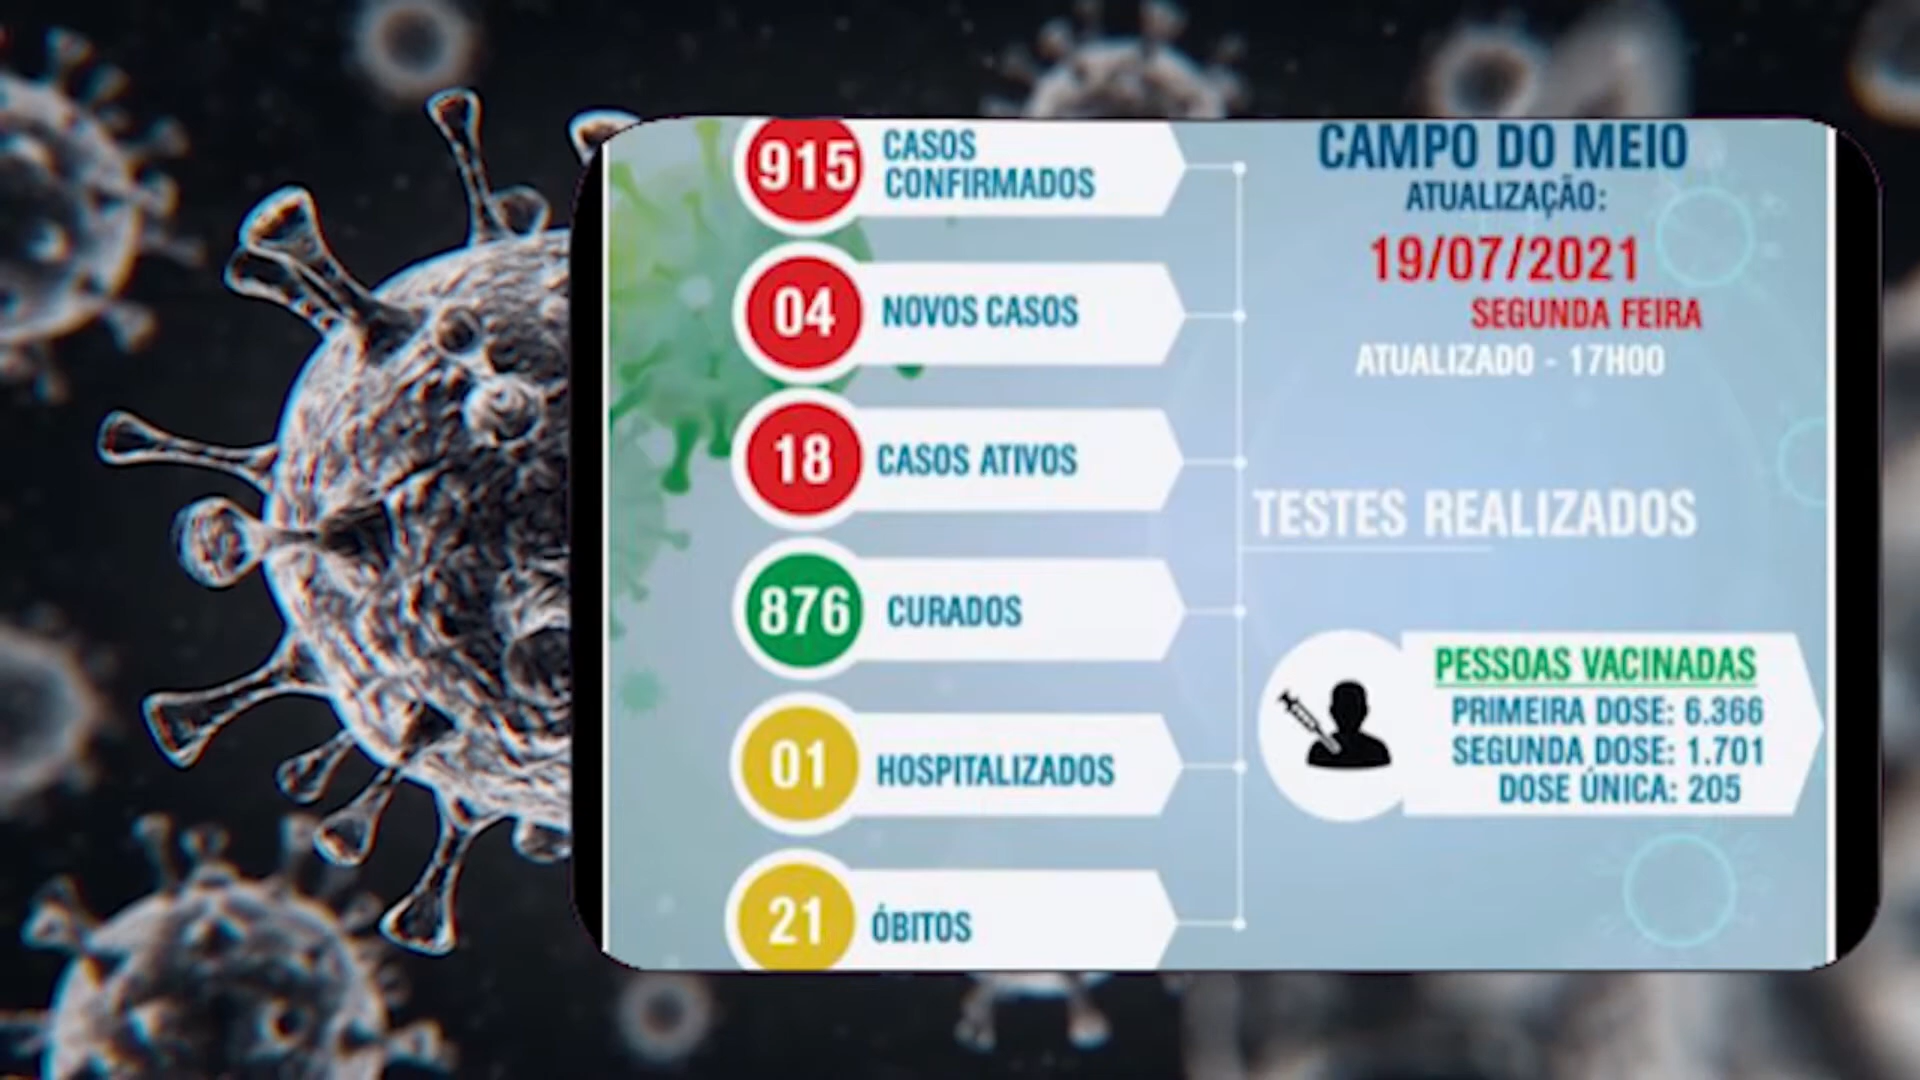 915
CASOS
CONFIRMADOS
04
NOVOS CASOS
18
CASOS ATIVOS
876
CURADOS
01
HOSPITALIZADOS
21
ÓBITOS
CAMPO DO MEIO
ATUALIZAÇÃO:
19/07/2021
SEGUNDA FEIRA
ATUALIZADO - 17H00
TESTES REALIZADOS
PESSOAS VACINADAS
PRIMEIRA DOSE: 6.366
SEGUNDA DOSE: 1.701
DOSE ÚNICA: 205